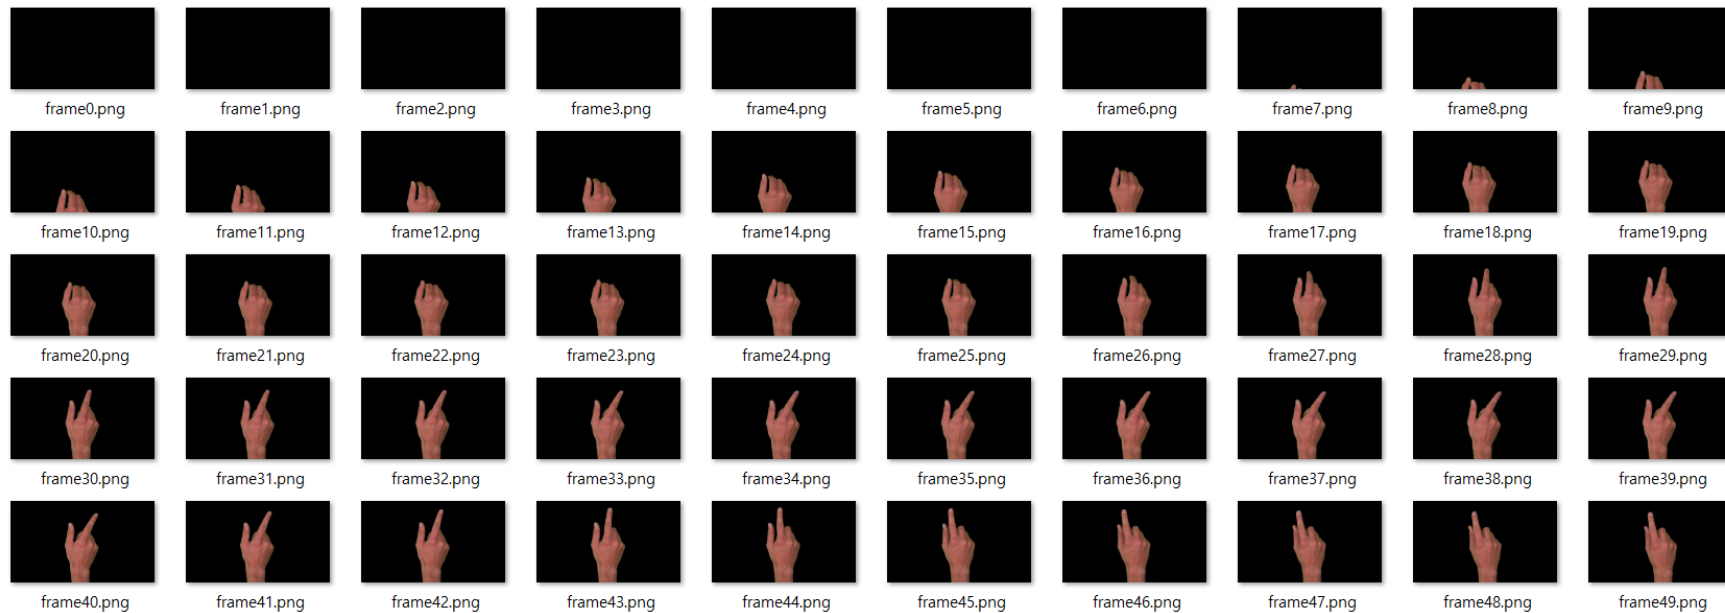 frame0.png frame1.png frame2.png frame3.png frame4.png frame5.png frame6.png frame7.png frame8.png frame9.png
frame10.png frame11.png frame12.png frame13.png frame14.png frame15.png frame16.png frame17.png frame18.png frame19.png
frame20.png frame21.png frame22.png frame23.png frame24.png frame25.png frame26.png frame27.png frame28.png frame29.png
frame30.png frame31.png frame32.png frame33.png frame34.png frame35.png frame36.png frame37.png frame38.png frame39.png
frame40.png frame41.png frame42.png frame43.png frame44.png frame45.png frame46.png frame47.png frame48.png frame49.png